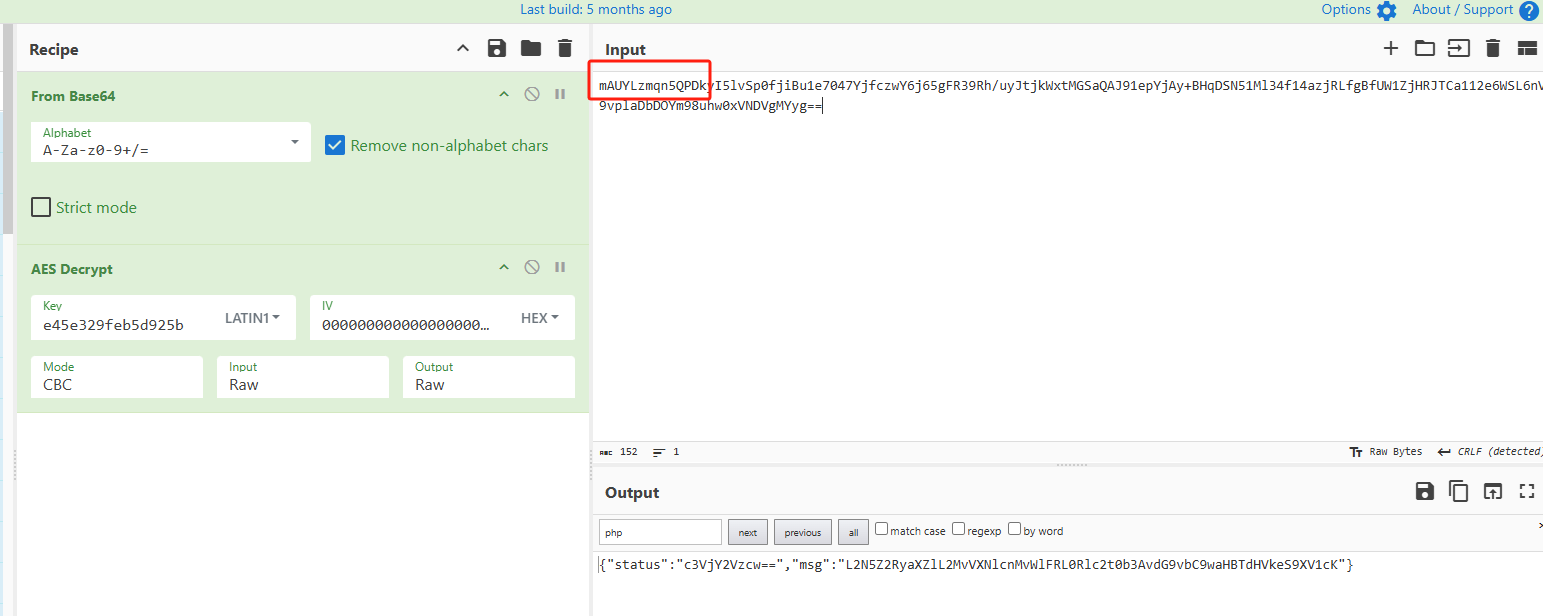 Last build: 5 months ago
Options
About / Support
Recipe
Input
From Base64
Alphabet
A-Za-z0-9+/=
Remove non-alphabet chars
Strict mode
AES Decrypt
Key
e45e329feb5d925b
LATIN1
IV
000000000000000000...
HEX
Mode
CBC
Input
Raw
Output
Raw
mAUYLzmqn5QPDkyI5lvSp0fjiBu1e7047YjfczwY6j65gFR39Rh/uyJtjkWxtMGSaQAJ91epYjAy+BHqDSN51Ml34f14azjRLfgBfUW1ZjHRJTCa112e6WSL6nV
9vplaDbDOYm98uhw0xVNDVgMYyg==
ABC 152
1
Tт Raw Bytes
CRLF (detected)
Output
php
next
previous
all
match case
regexp
by word
{"status":"c3VjY2Vzcw==","msg":"L2N5Z2RyaXZlL2MvVXNlcnMvWlFRL0Rlc2t0b3AvdG9vbC9waHBTdHVkeS9XV1cK"}